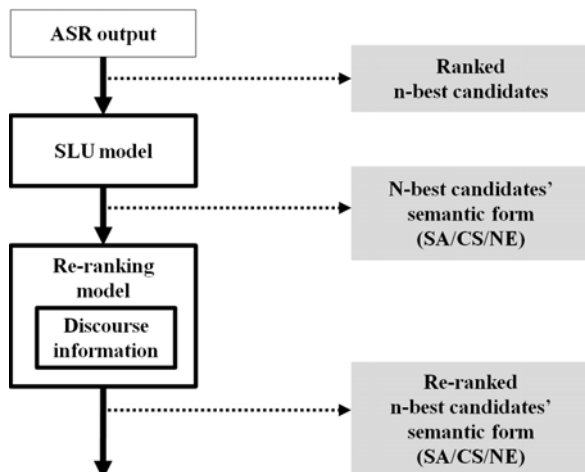 ASR output
Ranked
n-best candidates
SLU model
N-best candidates’
semantic form
(SA/CS/NE)
Re-ranking
model
Discourse
information
Re-ranked
n-best candidates’
semantic form
(SA/CS/NE)